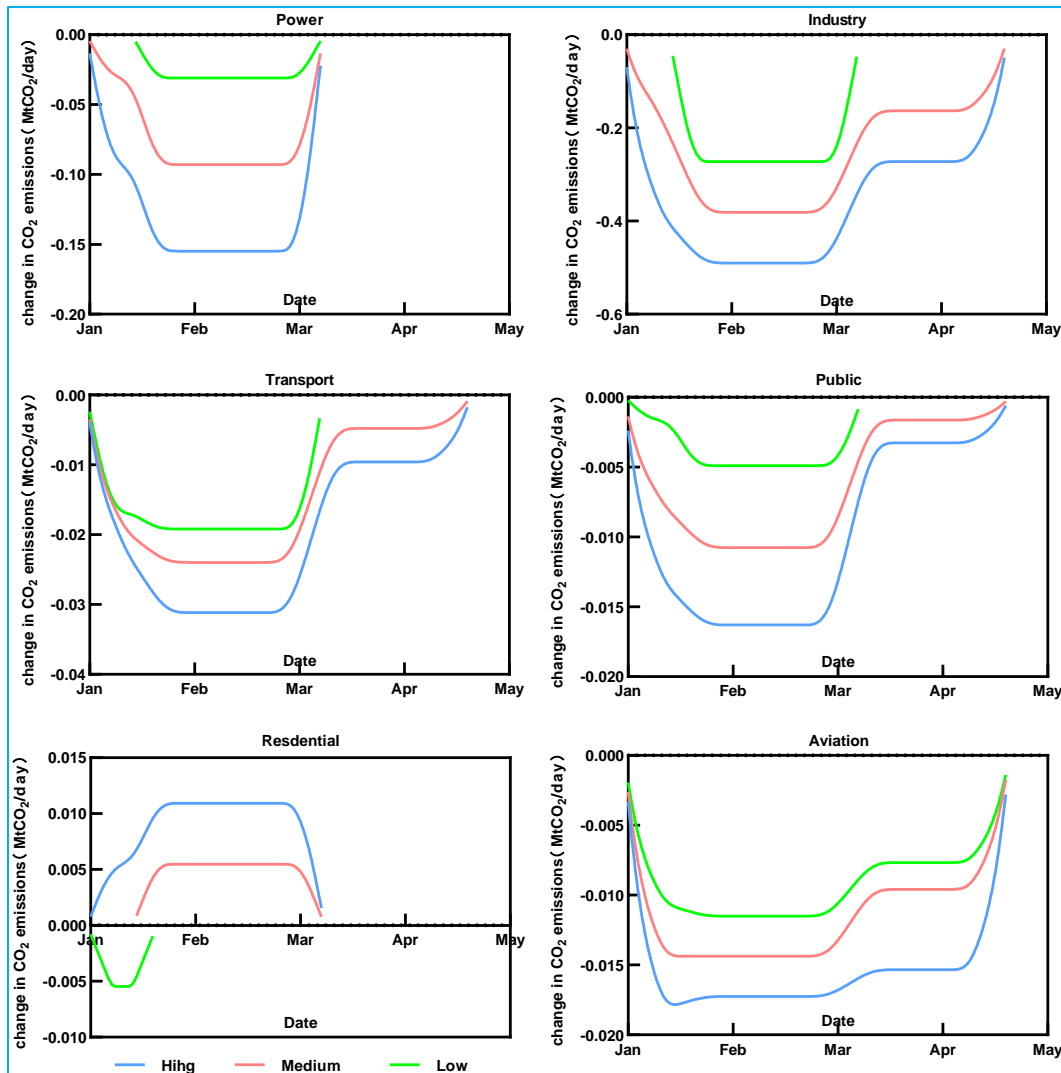 Power
change in CO₂ emissions( MtCO₂/day)
0.00
-0.05
-0.10
-0.15
-0.20
Date
Jan Feb Mar Apr May
Industry
change in CO₂ emissions( MtCO₂/day)
0.0
-0.2
-0.4
-0.6
Date
Jan Feb Mar Apr May
Transport
change in CO₂ emissions( MtCO₂/day)
0.00
-0.01
-0.02
-0.03
-0.04
Date
Jan Feb Mar Apr May
Public
change in CO₂ emissions( MtCO₂/day)
0.000
-0.005
-0.010
-0.015
-0.020
Date
Jan Feb Mar Apr May
Resdential
change in CO₂ emissions( MtCO₂/day)
0.015
0.010
0.005
0.000
Jan Feb Mar Apr May
-0.005
-0.010
Date
Aviation
change in CO₂ emissions( MtCO₂/day)
0.000
-0.005
-0.010
-0.015
-0.020
Date
Jan Feb Mar Apr May
Hihg Medium Low